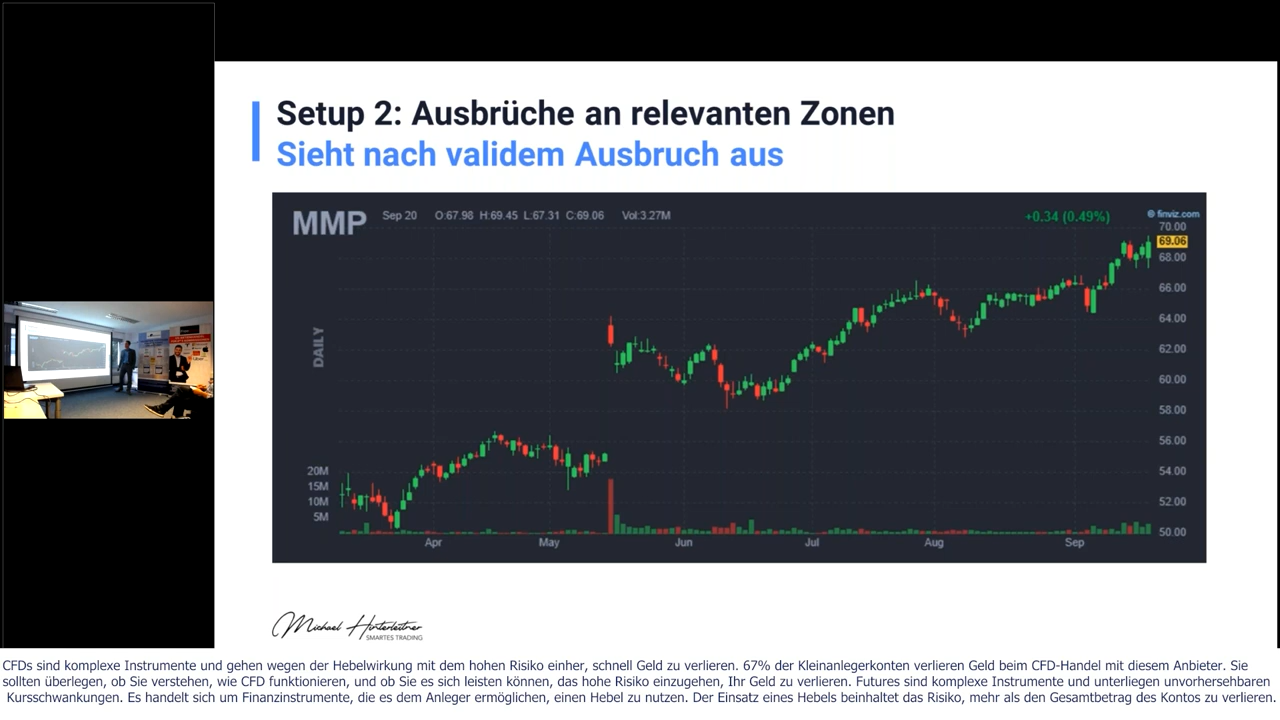 Setup 2: Ausbrüche an relevanten Zonen
Sieht nach validem Ausbruch aus
MMP Sep 20 O:67.98 H:69.45 L:67.31 C:69.06 Vol:3.27M +0.34 (0.49%) © finviz.com
70.00
69.06
68.00
66.00
64.00
62.00
60.00
58.00
56.00
54.00
52.00
50.00
DAILY
20M
15M
10M
5M
Apr May Jun Jul Aug Sep
Michael Hinterleitner
SMARTES TRADING
CFDs sind komplexe Instrumente und gehen wegen der Hebelwirkung mit dem hohen Risiko einher, schnell Geld zu verlieren. 67% der Kleinanlegerkonten verlieren Geld beim CFD-Handel mit diesem Anbieter. Sie
sollten überlegen, ob Sie verstehen, wie CFD funktionieren, und ob Sie es sich leisten können, das hohe Risiko einzugehen, Ihr Geld zu verlieren. Futures sind komplexe Instrumente und unterliegen unvorhersehbaren
Kursschwankungen. Es handelt sich um Finanzinstrumente, die es dem Anleger ermöglichen, einen Hebel zu nutzen. Der Einsatz eines Hebels beinhaltet das Risiko, mehr als den Gesamtbetrag des Kontos zu verlieren.